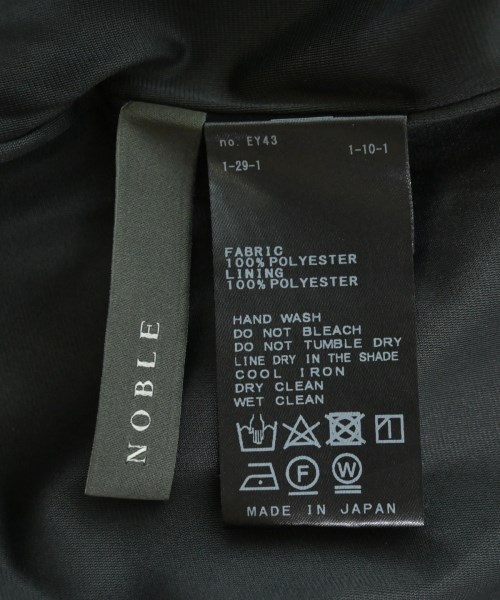 NOBLE
no. EY43
1-10-1
1-29-1
FABRIC
100% POLYESTER
LINING
100% POLYESTER
HAND WASH
DO NOT BLEACH
DO NOT TUMBLE DRY
LINE DRY IN THE SHADE
COOL IRON
DRY CLEAN
WET CLEAN
F
W
MADE IN JAPAN